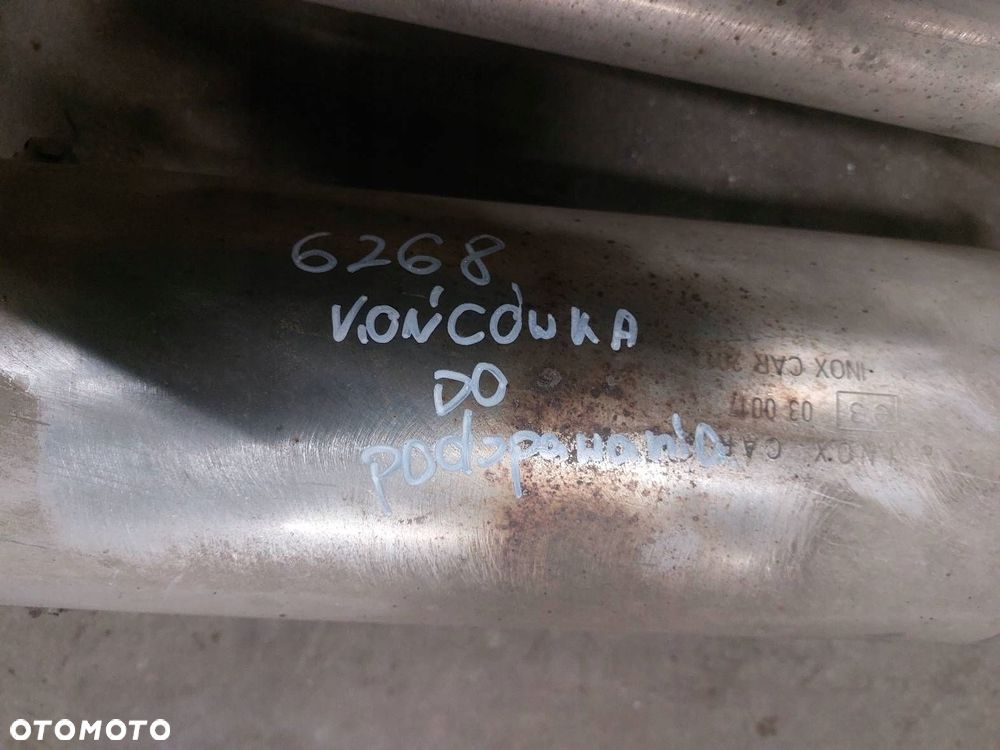 6268
KOŃCÓWKA
DO
PODspawania
INOX CAR
03 0017
INOX CAR
OTOMOTO